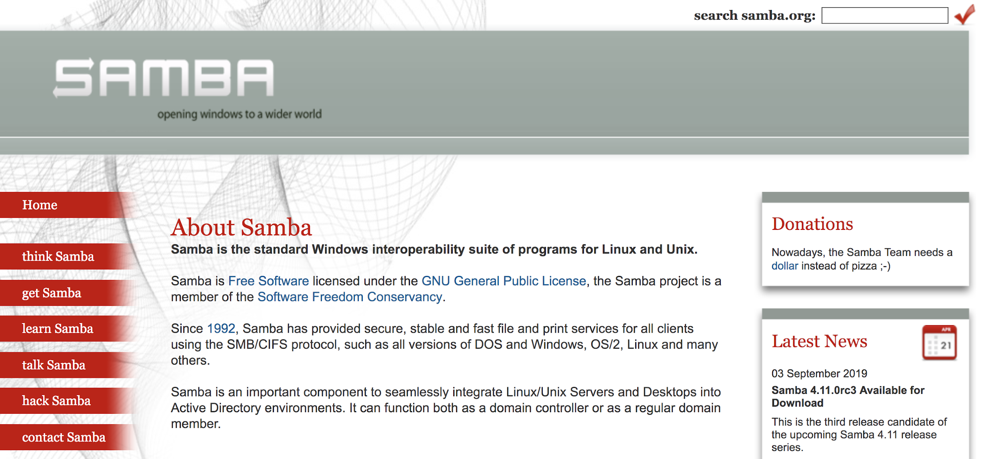 search samba.org:
SAMBA
opening windows to a wider world
Home
think Samba
get Samba
learn Samba
talk Samba
hack Samba
contact Samba
About Samba
Samba is the standard Windows interoperability suite of programs for Linux and Unix.
Samba is Free Software licensed under the GNU General Public License, the Samba project is a
member of the Software Freedom Conservancy.
Since 1992, Samba has provided secure, stable and fast file and print services for all clients
using the SMB/CIFS protocol, such as all versions of DOS and Windows, OS/2, Linux and many
others.
Samba is an important component to seamlessly integrate Linux/Unix Servers and Desktops into
Active Directory environments. It can function both as a domain controller or as a regular domain
member.
Donations
Nowadays, the Samba Team needs a
dollar instead of pizza ;-)
Latest News
APR
21
03 September 2019
Samba 4.11.0rc3 Available for
Download
This is the third release candidate of
the upcoming Samba 4.11 release
series.